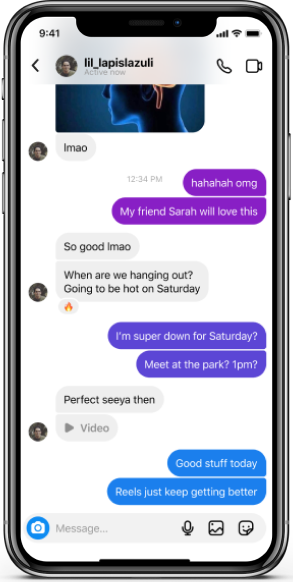 9:41
lil_lapislazuli
Active now
lmao
12:34 PM
hahahah omg
My friend Sarah will love this
So good lmao
When are we hanging out?
Going to be hot on Saturday
I'm super down for Saturday?
Meet at the park? 1pm?
Perfect seeya then
Video
Good stuff today
Reels just keep getting better
Message...